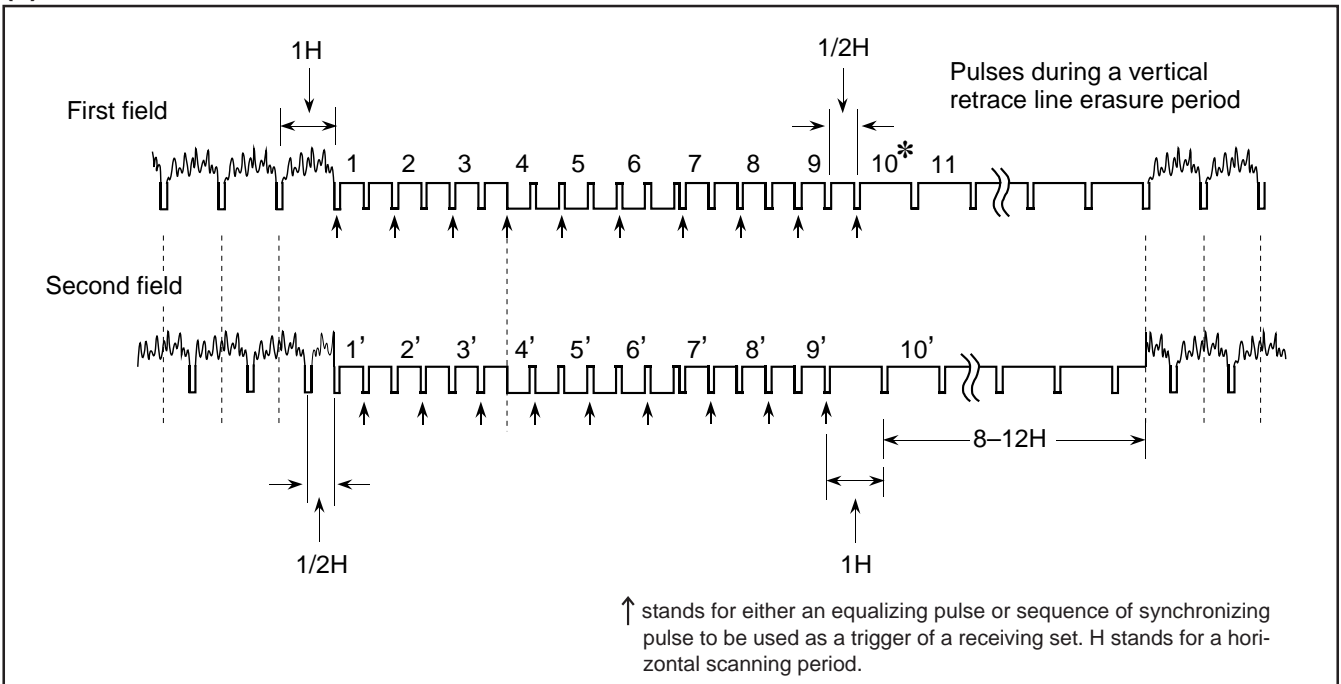 1H
1/2H
Pulses during a vertical
retrace line erasure period
First field
1 2 3 4 5 6 7 8 9 10* 11
Second field
1’ 2’ 3’ 4’ 5’ 6’ 7’ 8’ 9’ 10’
8–12H
1/2H
1H
↑ stands for either an equalizing pulse or sequence of synchronizing
pulse to be used as a trigger of a receiving set. H stands for a hori-
zontal scanning period.